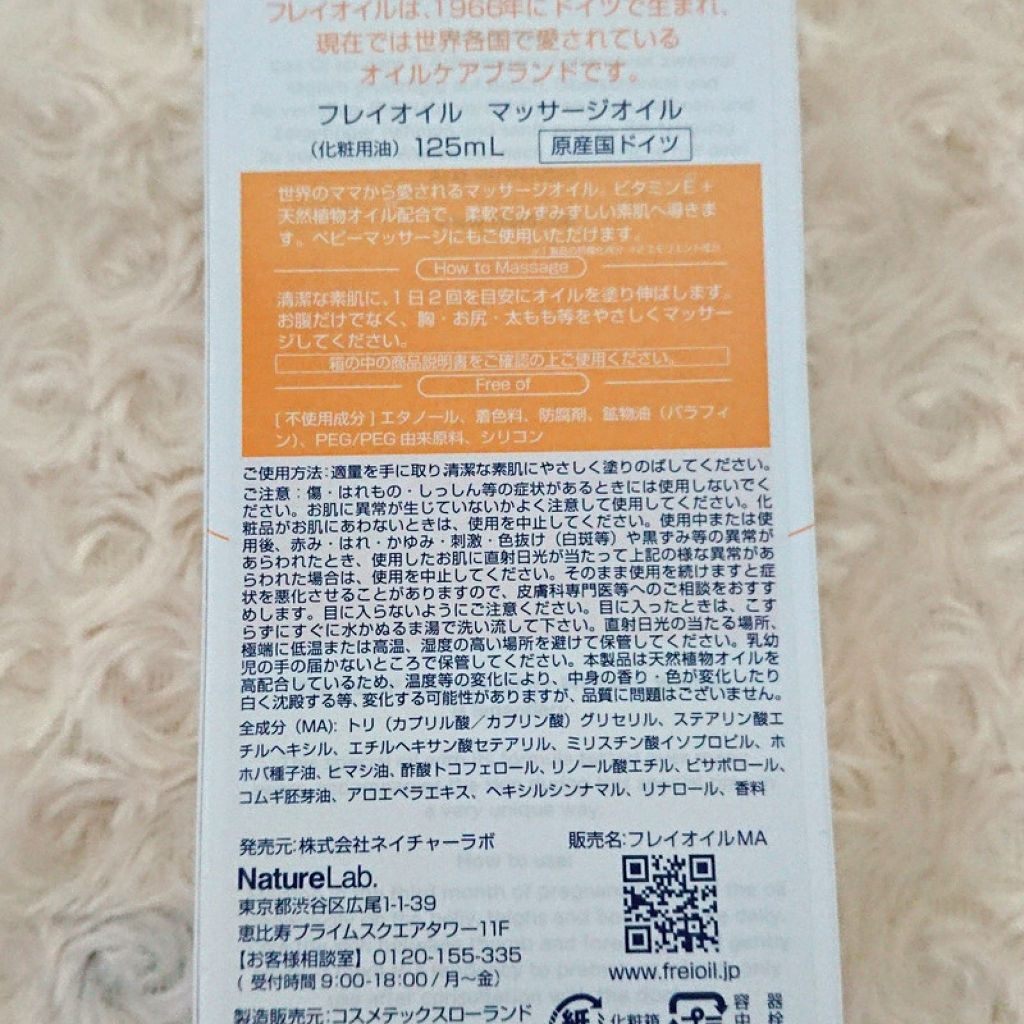 フレイオイルは、1966年にドイツで生まれ、
現在では世界各国で愛されている
オイルケアブランドです。
フレイオイル マッサージオイル
（化粧用油）125mL 原産国ドイツ
世界のママから愛されるマッサージオイル。ビタミンE＋
天然植物オイル配合で、柔軟でみずみずしい素肌へ導きま
す。ベビーマッサージにもご使用いただけます。
How to Massage
清潔な素肌に、1日2回を目安にオイルを塗り伸ばします。
お腹だけでなく、胸・お尻・太もも等をやさしくマッサー
ジしてください。
箱の中の商品説明書をご確認の上ご使用ください。
Free of
［不使用成分］エタノール、着色料、防腐剤、鉱物油（パラフィ
ン）、PEG/PEG由来原料、シリコン
ご使用方法：適量を手に取り清潔な素肌にやさしく塗りのばしてください。
ご注意：傷・はれもの・しっしん等の症状があるときには使用しないでく
ださい。お肌に異常が生じていないかよく注意して使用してください。化
粧品がお肌にあわないときは、使用を中止してください。使用中または使
用後、赤み・はれ・かゆみ・刺激・色抜け（白斑等）や黒ずみ等の異常が
あらわれたとき、使用したお肌に直射日光が当たって上記の様な異常があ
らわれた場合は、使用を中止してください。そのまま使用を続けますと症
状を悪化させることがありますので、皮膚科専門医等へのご相談をおすす
めします。目に入らないようにご注意ください。目に入ったときは、こす
らずにすぐに水かぬるま湯で洗い流して下さい。直射日光の当たる場所、
極端に低温または高温、湿度の高い場所を避けて保管してください。乳幼
児の手の届かないところで保管してください。本製品は天然植物オイルを
高配合しているため、温度等の変化により、中身の香り・色が変化したり
白く沈殿する等、変化する可能性がありますが、品質に問題はございません。
全成分（MA）：トリ（カプリル酸／カプリン酸）グリセリル、ステアリン酸エ
チルヘキシル、エチルヘキサン酸セテアリル、ミリスチン酸イソプロピル、ホ
ホバ種子油、ヒマシ油、酢酸トコフェロール、リノール酸エチル、ビサボロール、
コムギ胚芽油、アロエベラエキス、ヘキシルシンナマル、リナロール、香料
発売元：株式会社ネイチャーラボ 販売名：フレイオイルMA
NatureLab.
東京都渋谷区広尾1-1-39
恵比寿プライムスクエアタワー11F
【お客様相談室】0120-155-335
（受付時間9:00-18:00／月〜金）
www.freioil.jp
製造販売元：コスメテックスローランド
紙 化粧箱 容器
中栓